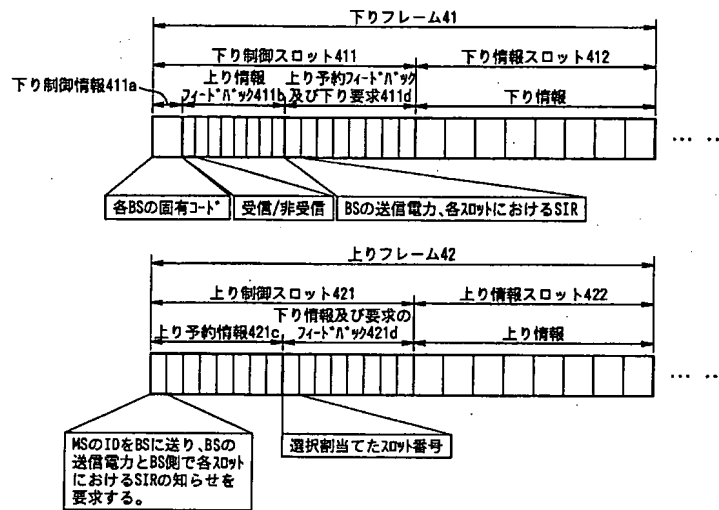 下りフレーム41
下り制御スロット411
下り情報スロット412
下り制御情報411a
上り情報
フィードバック411b
上り予約フィードバック
及び下り要求411d
下り情報
... ..
各BSの固有コード
受信/非受信
BSの送信電力、各スロットにおけるSIR
上りフレーム42
上り制御スロット421
上り情報スロット422
上り予約情報421c
下り情報及び要求の
フィードバック421d
上り情報
... ..
MSのIDをBSに送り、BSの
送信電力とBS側で各スロット
におけるSIRの知らせを
要求する。
選択割当てたスロット番号